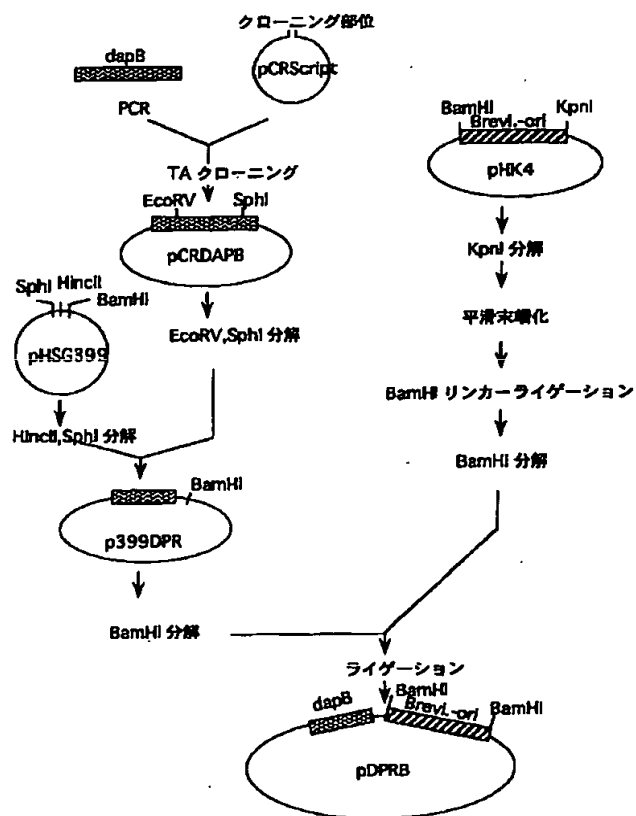 クローニング部位
dapB
pCRScript
PCR
TA クローニング
EcoRV
SphI
pCRDAPB
EcoRV,SphI 分解
SphI
HincII
BamHI
pHSG399
HincII,SphI 分解
BamHI
p399DPR
BamHI 分解
BamHI
KpnI
Brevi.-ori
pHK4
KpnI 分解
平滑末端化
BamHI リンカーライゲーション
BamHI 分解
ライゲーション
dapB
BamHI
Brevi.-ori
BamHI
pDPRB